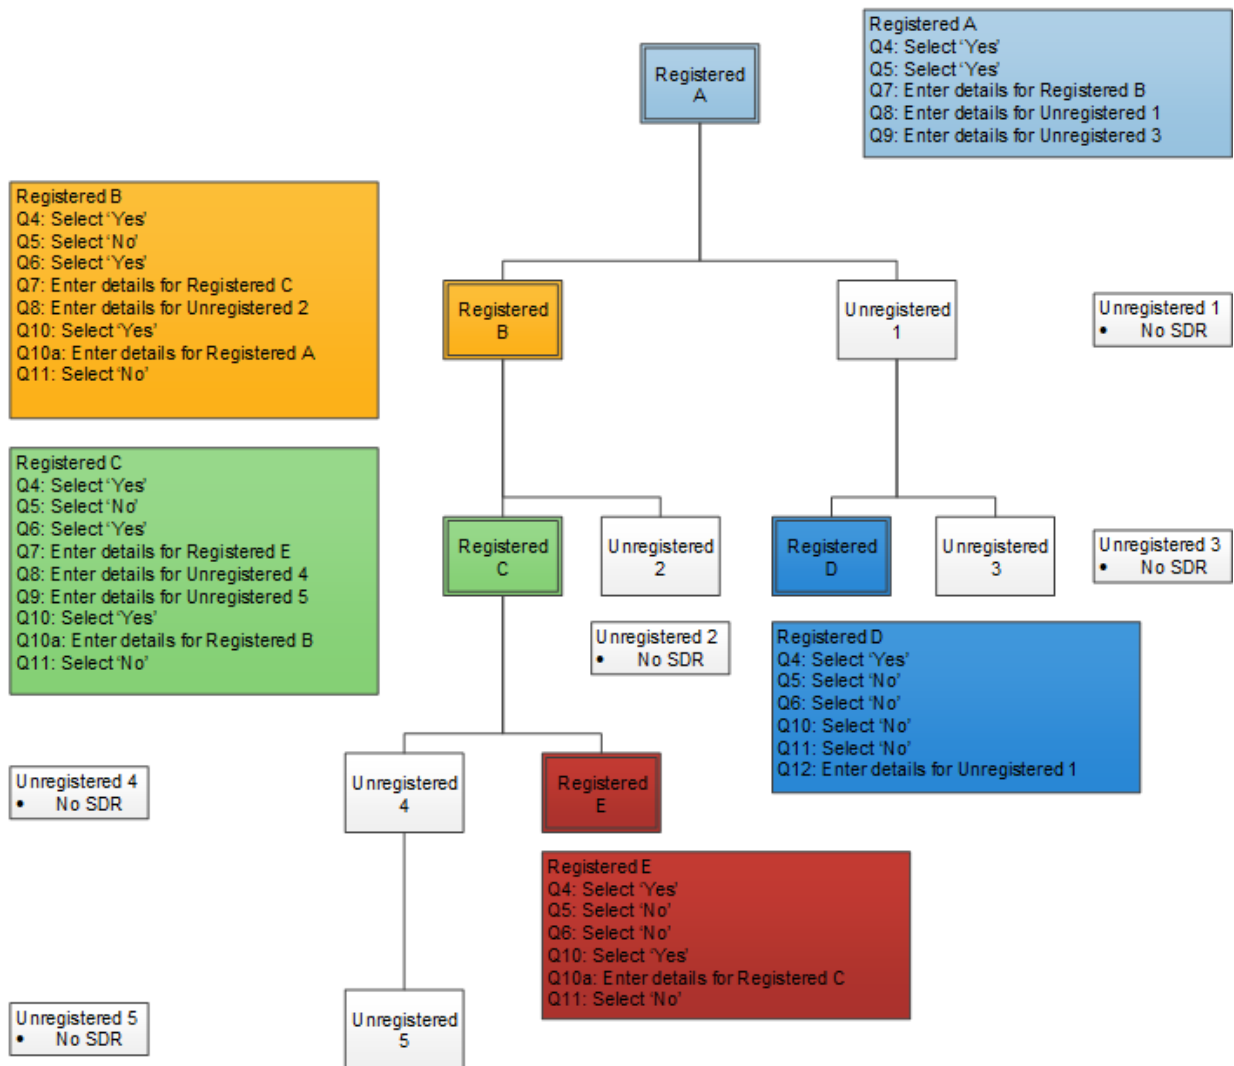 Registered A
Q4: Select ‘Yes’
Q5: Select ‘Yes’
Q7: Enter details for Registered B
Q8: Enter details for Unregistered 1
Q9: Enter details for Unregistered 3
Registered
A
Registered B
Q4: Select ‘Yes’
Q5: Select ‘No’
Q6: Select ‘Yes’
Q7: Enter details for Registered C
Q8: Enter details for Unregistered 2
Q10: Select ‘Yes’
Q10a: Enter details for Registered A
Q11: Select ‘No’
Registered
B
Unregistered
1
Unregistered 1
• No SDR
Registered C
Q4: Select ‘Yes’
Q5: Select ‘No’
Q6: Select ‘Yes’
Q7: Enter details for Registered E
Q8: Enter details for Unregistered 4
Q9: Enter details for Unregistered 5
Q10: Select ‘Yes’
Q10a: Enter details for Registered B
Q11: Select ‘No’
Registered
C
Unregistered
2
Registered
D
Unregistered
3
Unregistered 3
• No SDR
Unregistered 2
• No SDR
Registered D
Q4: Select ‘Yes’
Q5: Select ‘No’
Q6: Select ‘No’
Q10: Select ‘No’
Q11: Select ‘No’
Q12: Enter details for Unregistered 1
Unregistered 4
• No SDR
Unregistered
4
Registered
E
Registered E
Q4: Select ‘Yes’
Q5: Select ‘No’
Q6: Select ‘No’
Q10: Select ‘Yes’
Q10a: Enter details for Registered C
Q11: Select ‘No’
Unregistered 5
• No SDR
Unregistered
5